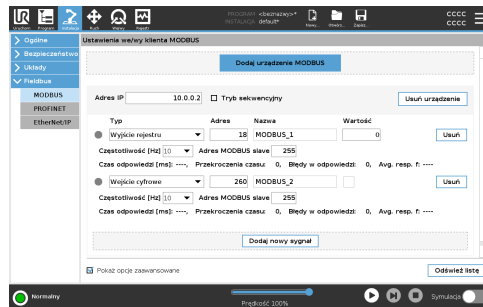 PROGRAM <beznazwy>*
INSTALACJA default*
Uruchom Program Instalacja Ruch We/wy Rejestr Nowy... Otwórz... Zapisz...
CCCC
CCCC
Ogólne
Bezpieczeństwo
Układy
Fieldbus
MODBUS
PROFINET
EtherNet/IP
Ustawienia we/wy klienta MODBUS
Dodaj urządzenie MODBUS
Adres IP 10.0.0.2 Tryb sekwencyjny Usuń urządzenie
Typ Adres Nazwa Wartość
Wyjście rejestru 18 MODBUS_1 0 Usuń
Częstotliwość [Hz] 10 Adres MODBUS slave 255
Czas odpowiedzi [ms]: ----, Przekroczenia czasu: 0, Błędy w odpowiedzi: 0, Avg. resp. f: ----
Wejście cyfrowe 260 MODBUS_2 Usuń
Częstotliwość [Hz] 10 Adres MODBUS slave 255
Czas odpowiedzi [ms]: ----, Przekroczenia czasu: 0, Błędy w odpowiedzi: 0, Avg. resp. f: ----
Dodaj nowy sygnał
Pokaż opcje zaawansowane Odśwież listę
Normalny Prędkość 100% Symulacja